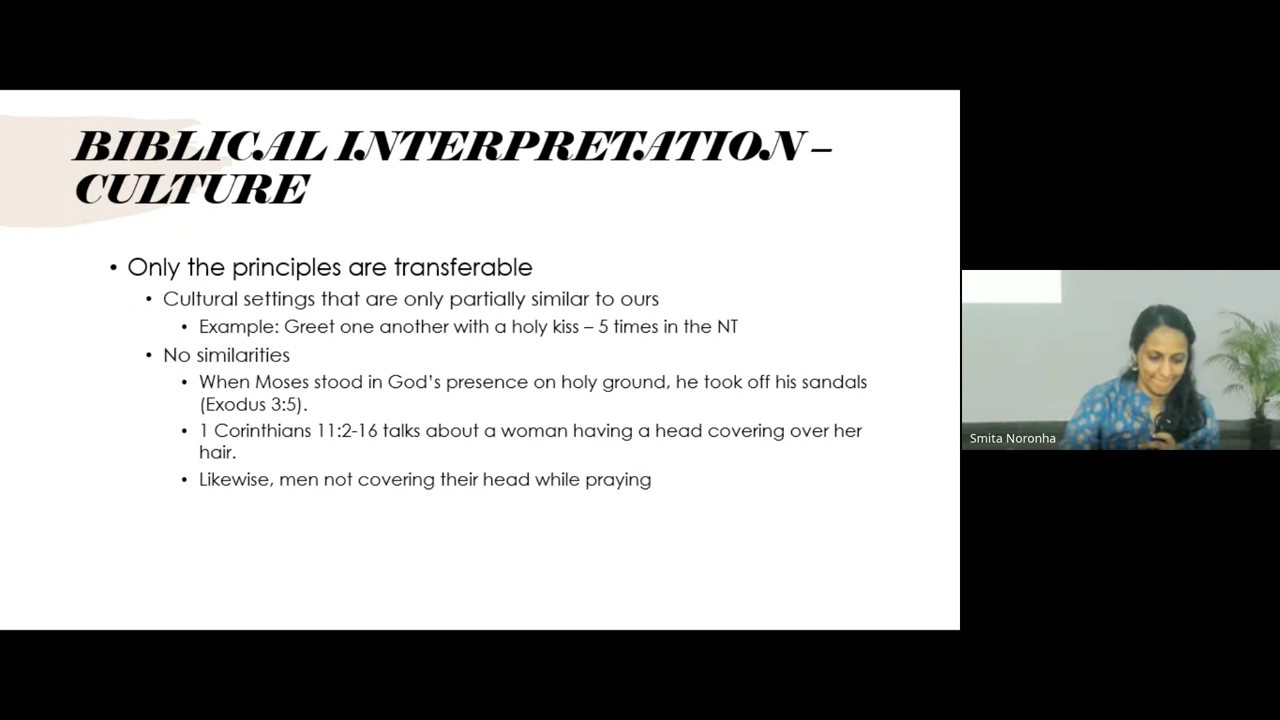 BIBLICAL INTERPRETATION –
CULTURE
• Only the principles are transferable
• Cultural settings that are only partially similar to ours
• Example: Greet one another with a holy kiss – 5 times in the NT
• No similarities
• When Moses stood in God’s presence on holy ground, he took off his sandals
(Exodus 3:5).
• 1 Corinthians 11:2-16 talks about a woman having a head covering over her
hair.
• Likewise, men not covering their head while praying
Smita Noronha